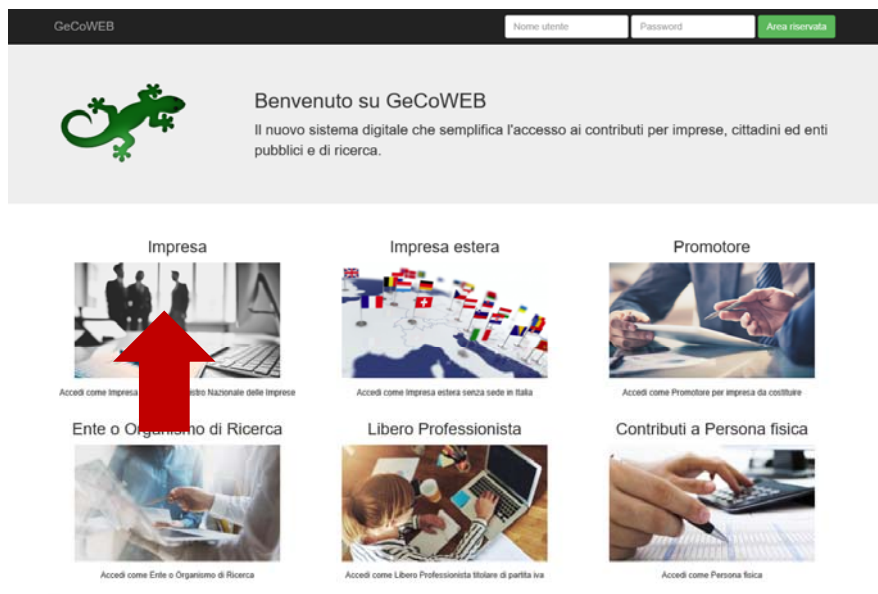 GeCoWEB
Nome utente
Password
Area riservata
Benvenuto su GeCoWEB
Il nuovo sistema digitale che semplifica l'accesso ai contributi per imprese, cittadini ed enti
pubblici e di ricerca.
Impresa
Impresa estera
Promotore
Accedi come Impresa Nazionale delle Imprese
Accedi come Impresa estera senza sede in Italia
Accedi come Promotore per impresa da costituire
Ente o Organismo di Ricerca
Libero Professionista
Contributi a Persona fisica
Accedi come Ente o Organismo di Ricerca
Accedi come Libero Professionista titolare di partita iva
Accedi come Persona fisica